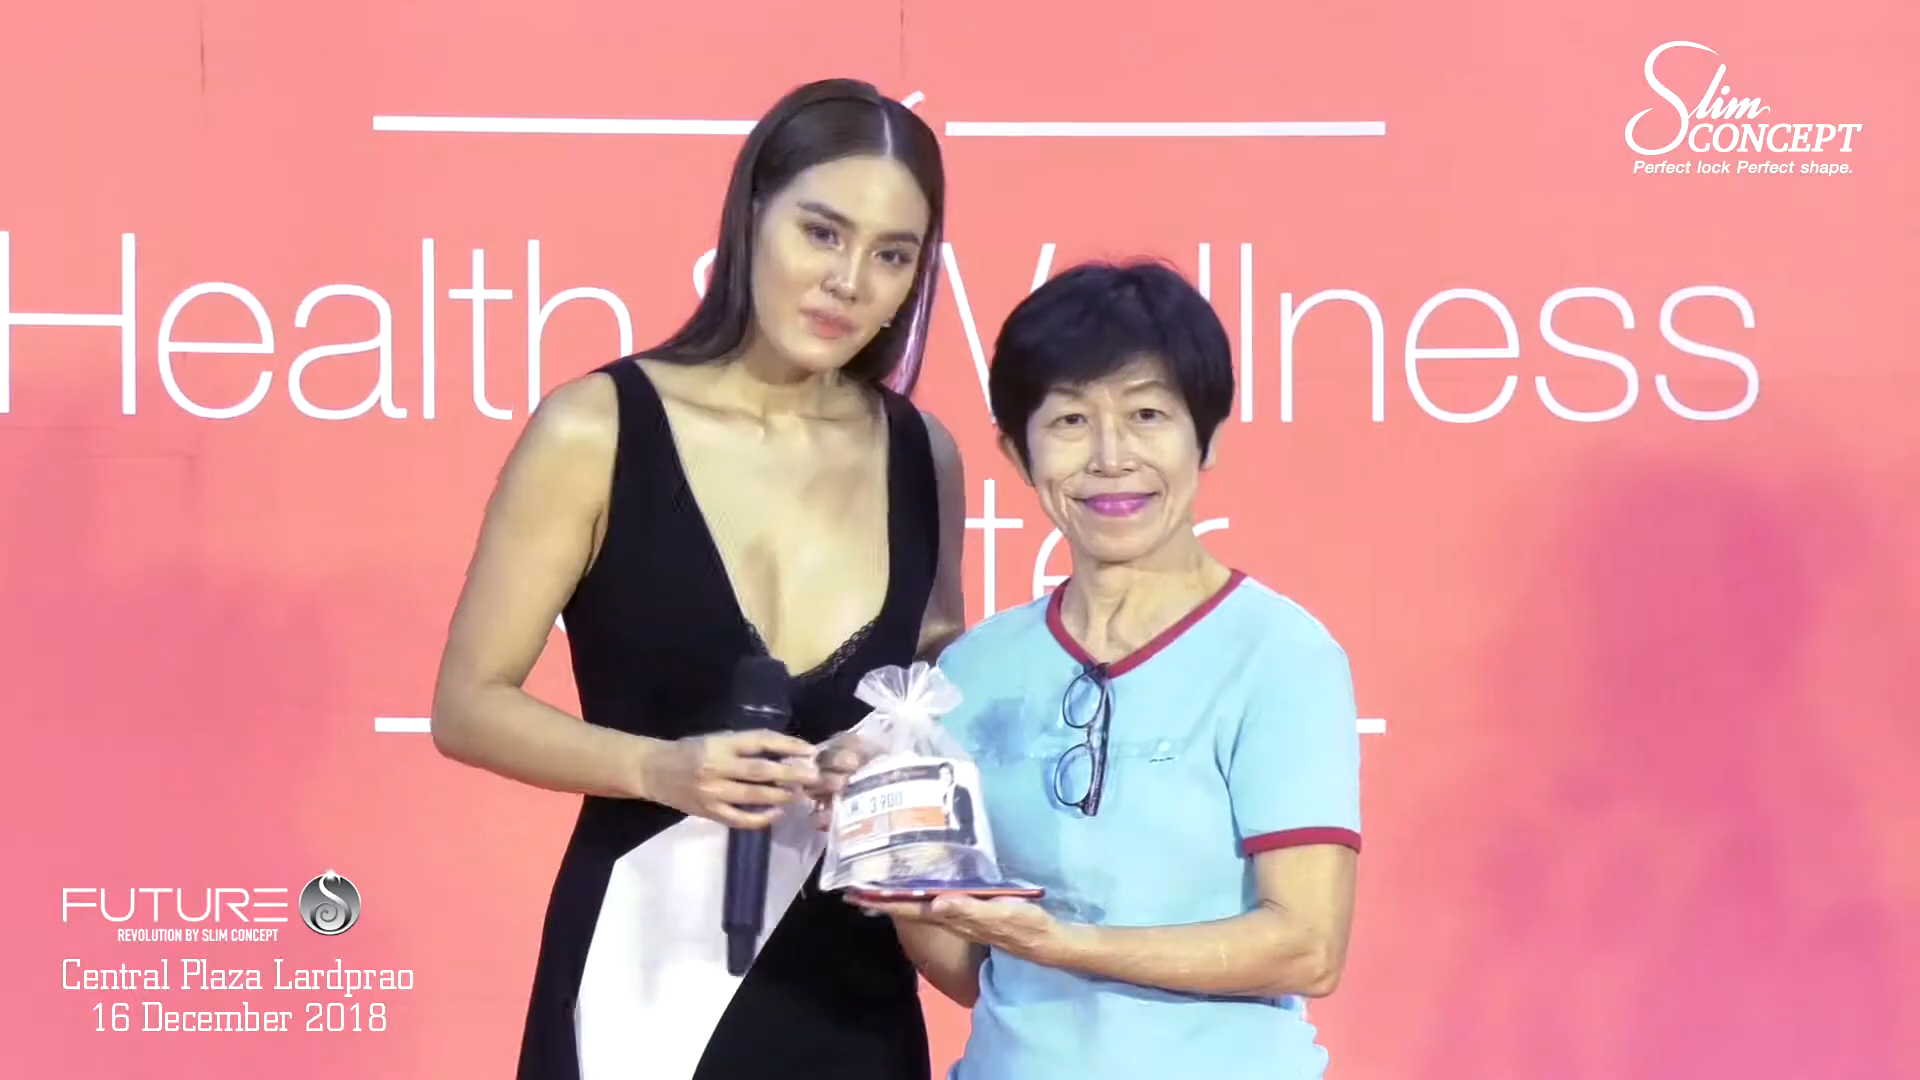 Slim
CONCEPT
Perfect lock Perfect shape.
Health & Wellness
3,900
FUTURE
REVOLUTION BY SLIM CONCEPT
Central Plaza Lardprao
16 December 2018